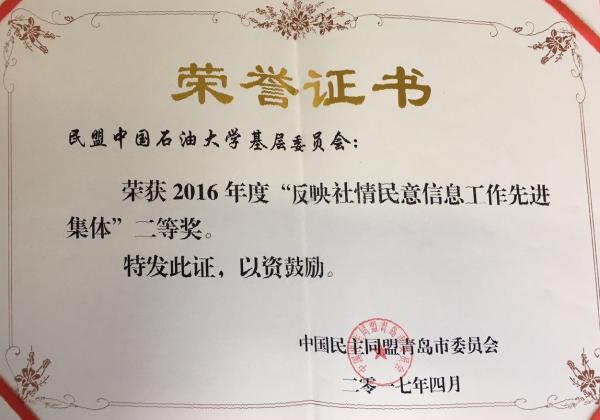 荣誉证书
民盟中国石油大学基层委员会：
荣获 2016 年度“反映社情民意信息工作先进
集体”二等奖。
特发此证，以资鼓励。
中国民主同盟青岛市委员会
二零一七年四月